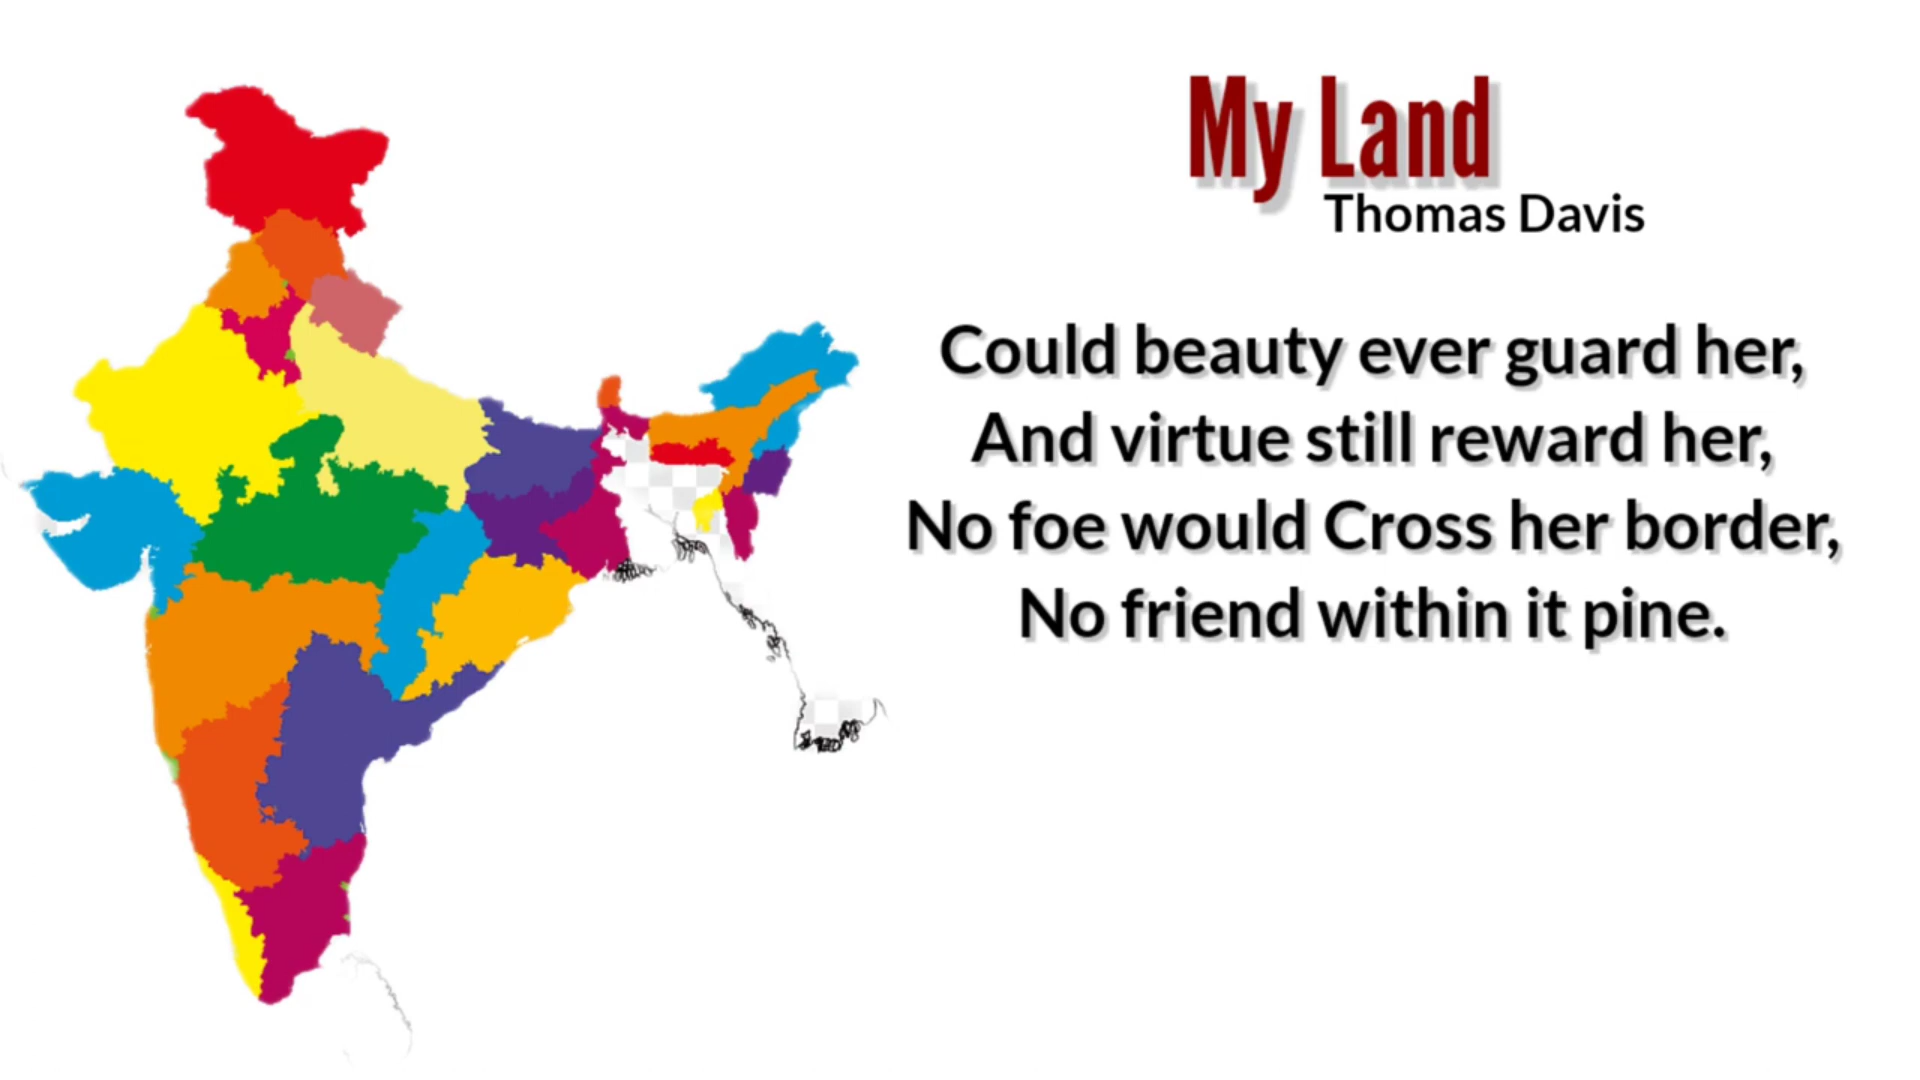 My Land
Thomas Davis
Could beauty ever guard her,
And virtue still reward her,
No foe would Cross her border,
No friend within it pine.